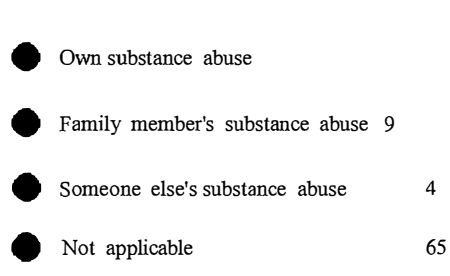 Own substance abuse
Family member's substance abuse 9
Someone else's substance abuse 4
Not applicable 65